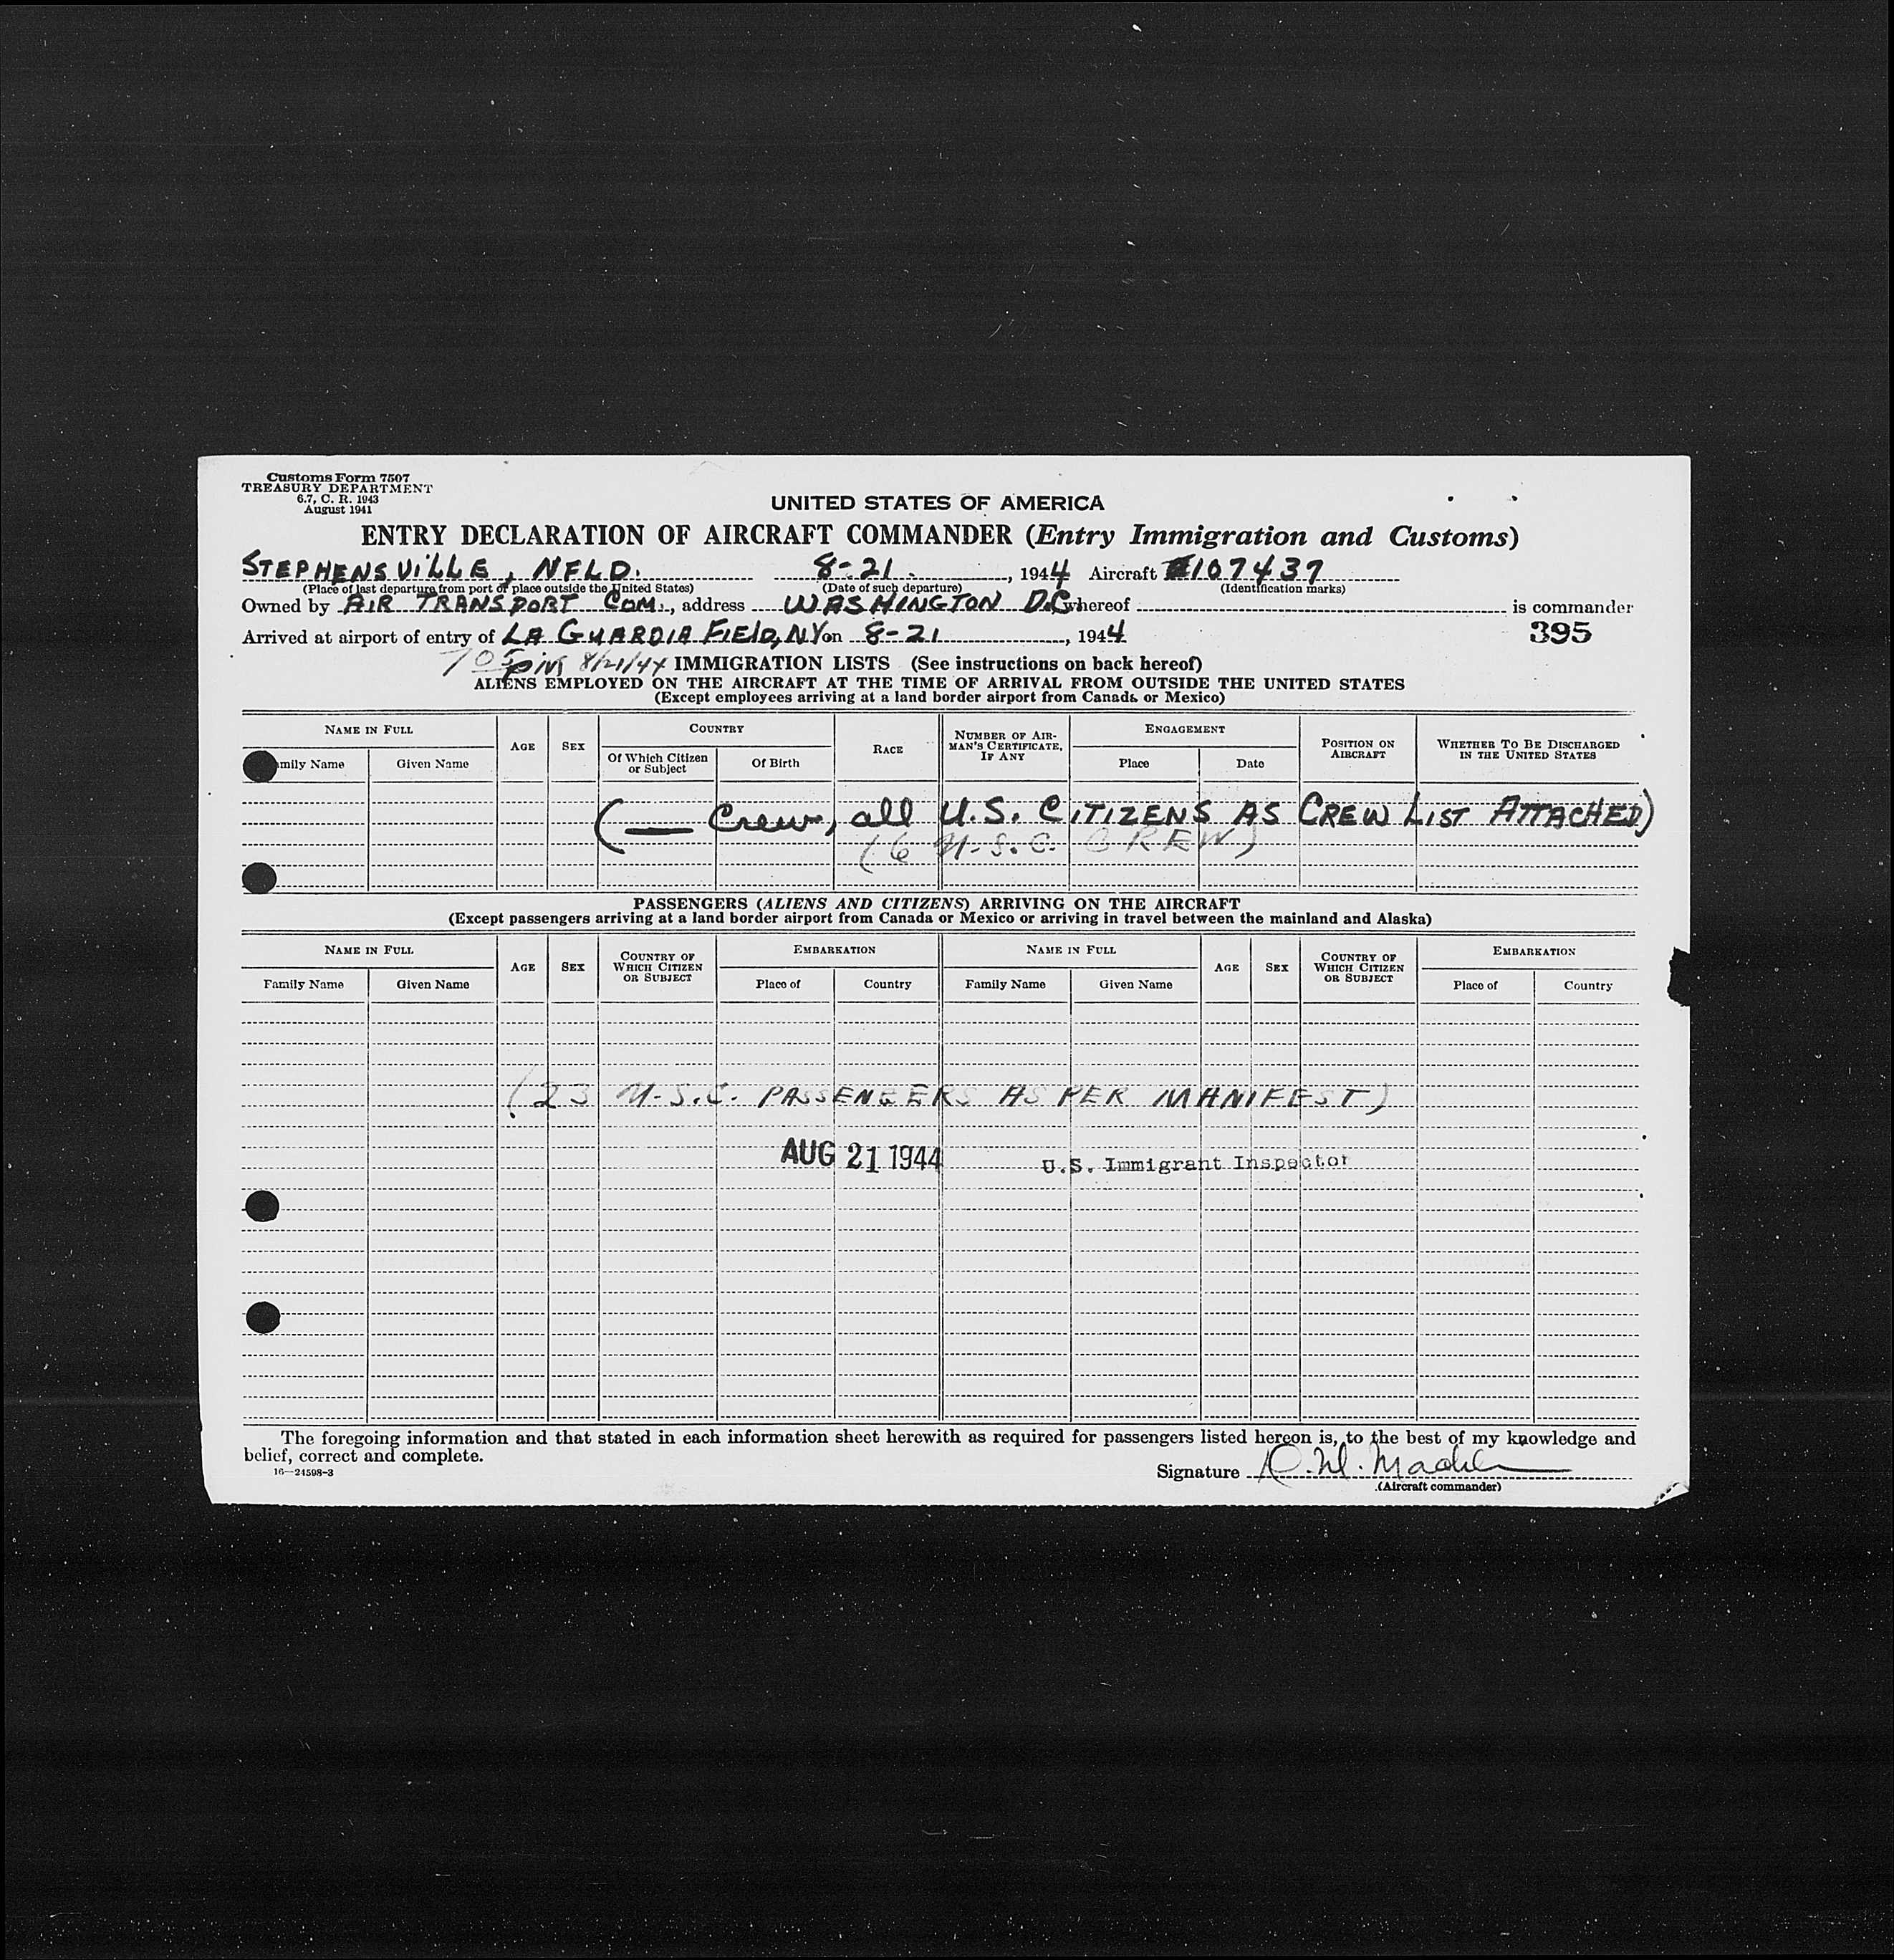 Customs Form 7507
TREASURY DEPARTMENT
6.7, C. R. 1943
August 1941
UNITED STATES OF AMERICA
ENTRY DECLARATION OF AIRCRAFT COMMANDER (Entry Immigration and Customs)
STEPHENSVILLE, NFLD. 8-21. , 1944 Aircraft #107437
(Place of last departure from port or place outside the United States) (Date of such departure) (Identification marks)
Owned by AIR TRANSPORT COM., address WASHINGTON D.C. whereof is commander
Arrived at airport of entry of LA GUARDIA FIELD, NY on 8-21 , 1944 395
705 pm 8/21/44 IMMIGRATION LISTS (See instructions on back hereof)
ALIENS EMPLOYED ON THE AIRCRAFT AT THE TIME OF ARRIVAL FROM OUTSIDE THE UNITED STATES
(Except employees arriving at a land border airport from Canada or Mexico)
NAME IN FULL AGE SEX COUNTRY RACE NUMBER OF AIRMAN'S CERTIFICATE, IF ANY ENGAGEMENT POSITION ON AIRCRAFT WHETHER TO BE DISCHARGED IN THE UNITED STATES
mily Name Given Name Of Which Citizen or Subject Of Birth Place Date
( — Crew, all U.S. CITIZENS AS CREW LIST ATTACHED)
(6 U.S.C. CREW)
PASSENGERS (ALIENS AND CITIZENS) ARRIVING ON THE AIRCRAFT
(Except passengers arriving at a land border airport from Canada or Mexico or arriving in travel between the mainland and Alaska)
NAME IN FULL AGE SEX COUNTRY OF WHICH CITIZEN OR SUBJECT EMBARKATION NAME IN FULL AGE SEX COUNTRY OF WHICH CITIZEN OR SUBJECT EMBARKATION
Family Name Given Name Place of Country Family Name Given Name Place of Country
(23 U.S.C. PASSENGERS AS PER MANIFEST)
AUG 21 1944 U.S. Immigrant Inspector
The foregoing information and that stated in each information sheet herewith as required for passengers listed hereon is, to the best of my knowledge and
belief, correct and complete.
16—24598-3
Signature
(Aircraft commander)